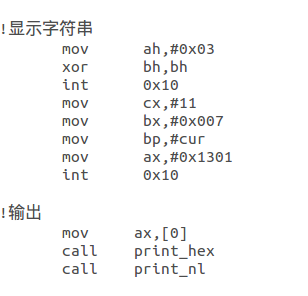 !显示字符串
mov ah,#0x03
xor bh,bh
int 0x10
mov cx,#11
mov bx,#0x007
mov bp,#cur
mov ax,#0x1301
int 0x10
!输出
mov ax,[0]
call print_hex
call print_nl